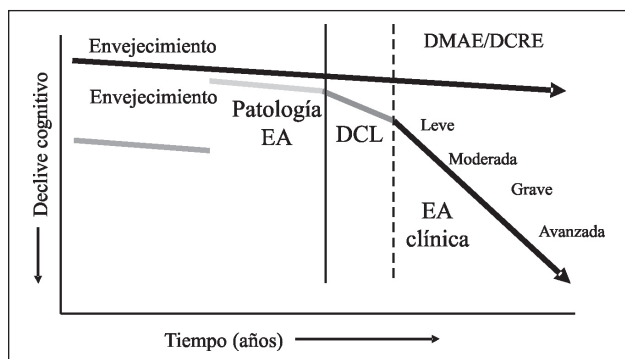 Envejecimiento
DMAE/DCRE
Envejecimiento
Patología
EA
DCL
Leve
Moderada
Grave
EA
clínica
Avanzada
Declive cognitivo
Tiempo (años)